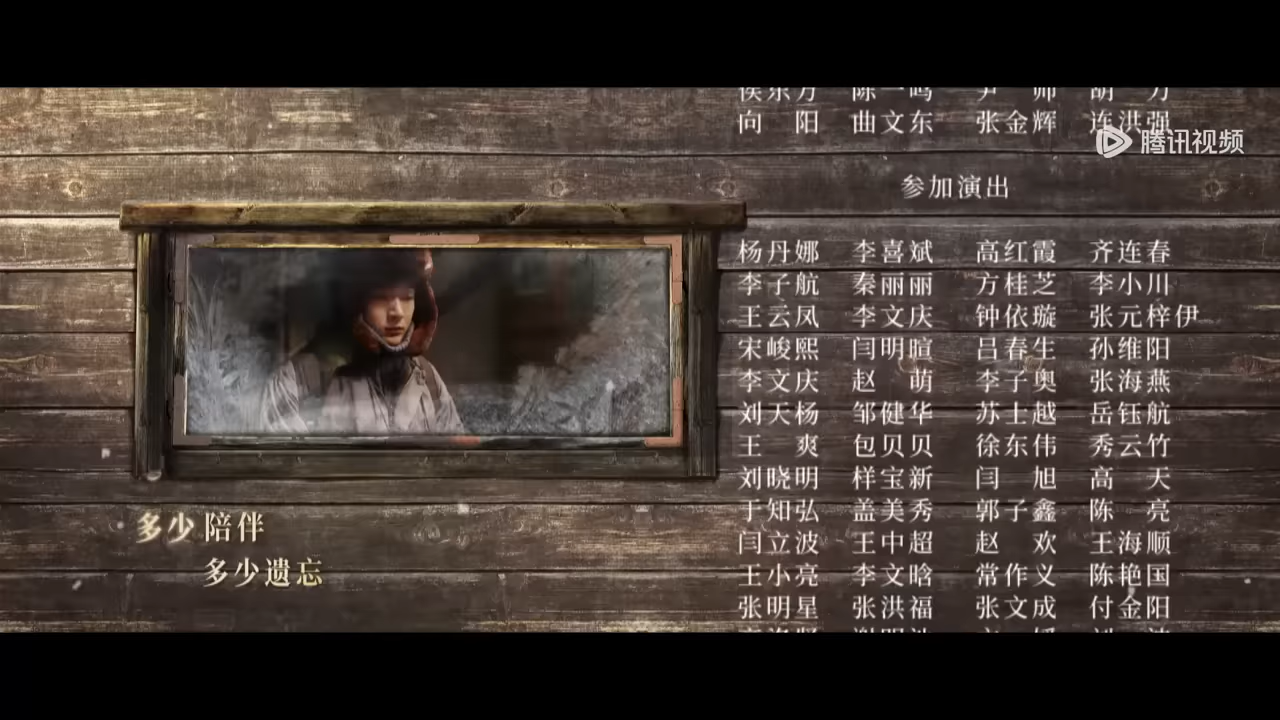 向　阳　曲文东　张金辉　连洪强
腾讯视频
参加演出
杨丹娜　李喜斌　高红霞　齐连春
李子航　秦丽丽　方桂芝　李小川
王云凤　李文庆　钟依璇　张元梓伊
宋峻熙　闫明暄　吕春生　孙维阳
李文庆　赵　萌　李子奥　张海燕
刘天杨　邹健华　苏士越　岳钰航
王　爽　包贝贝　徐东伟　秀云竹
刘晓明　样宝新　闫　旭　高　天
于知弘　盖美秀　郭子鑫　陈　亮
闫立波　王中超　赵　欢　王海顺
王小亮　李文晗　常作义　陈艳国
张明星　张洪福　张文成　付金阳
多少陪伴
多少遗忘